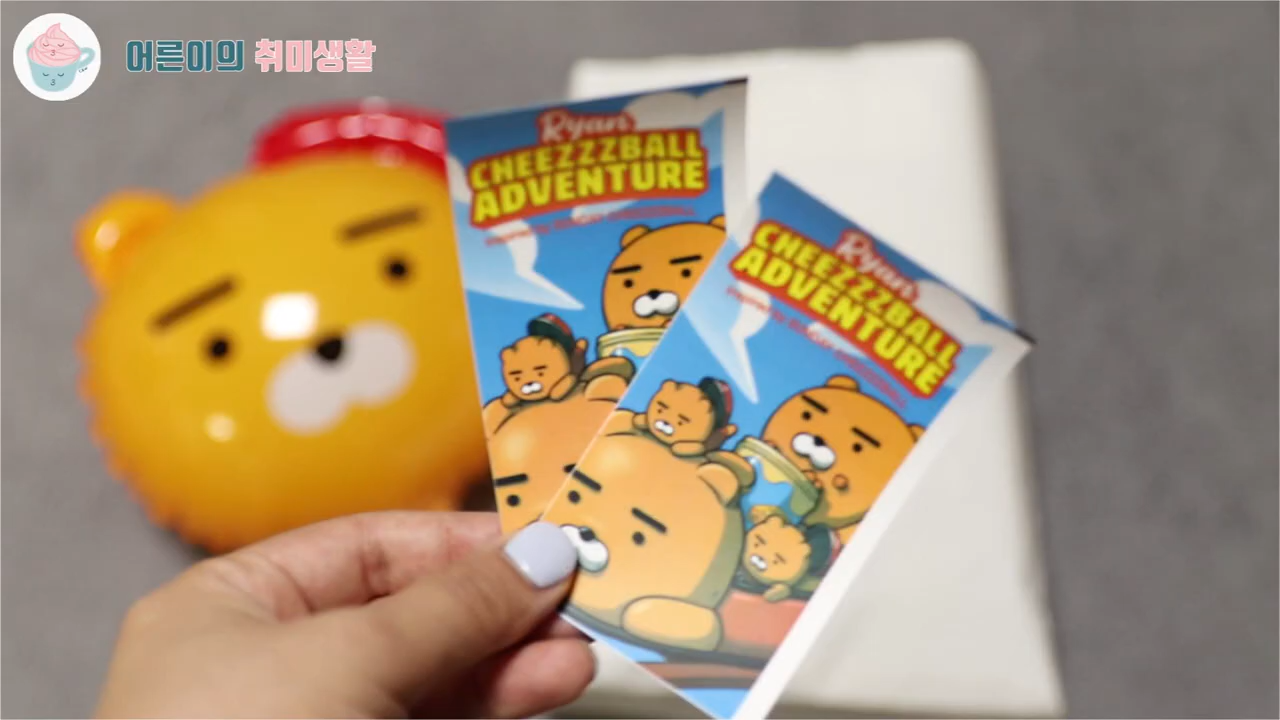 어른이의 취미생활
Ryan's
CHEEZZZBALL
ADVENTURE
Ryan's
CHEEZZZBALL
ADVENTURE